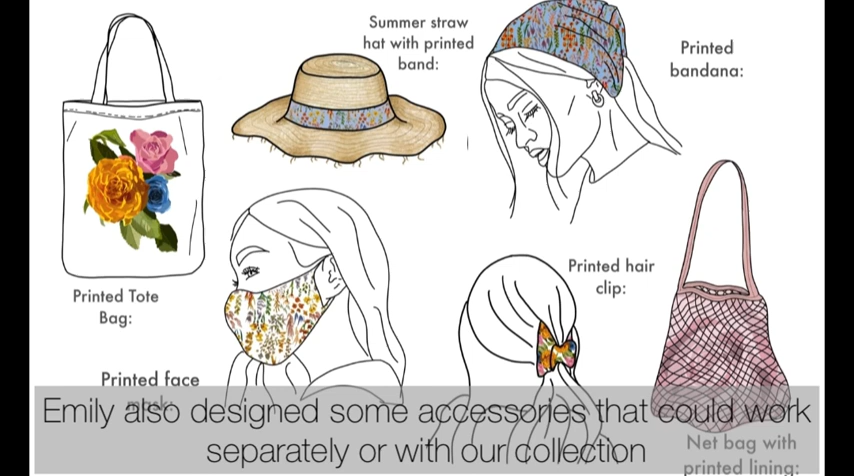 Summer straw
hat with printed
band:
Printed
bandana:
Printed Tote
Bag:
Printed hair
clip:
Printed face
mask:
Emily also designed some accessories that could work
separately or with our collection
Net bag with
printed lining: